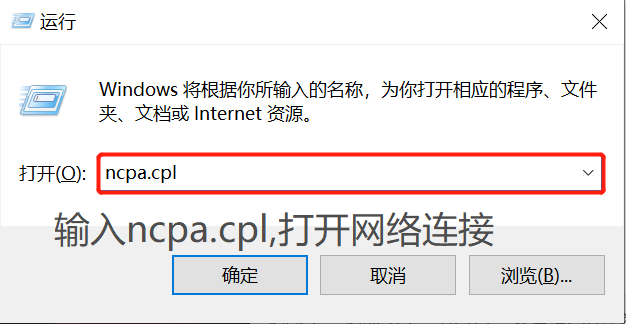 运行
Windows 将根据你所输入的名称，为你打开相应的程序、文件
夹、文档或 Internet 资源。
打开(O): ncpa.cpl
输入ncpa.cpl,打开网络连接
确定 取消 浏览(B)...